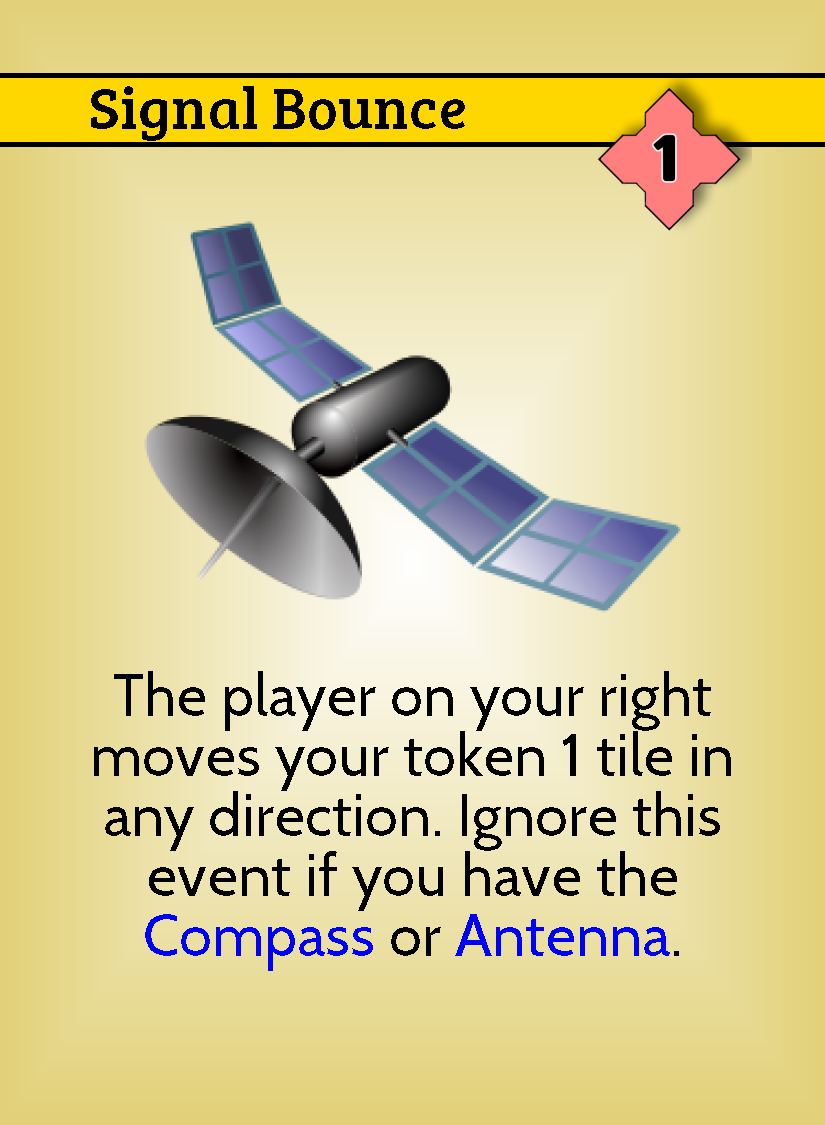 Signal Bounce
1
The player on your right
moves your token 1 tile in
any direction. Ignore this
event if you have the
Compass or Antenna.